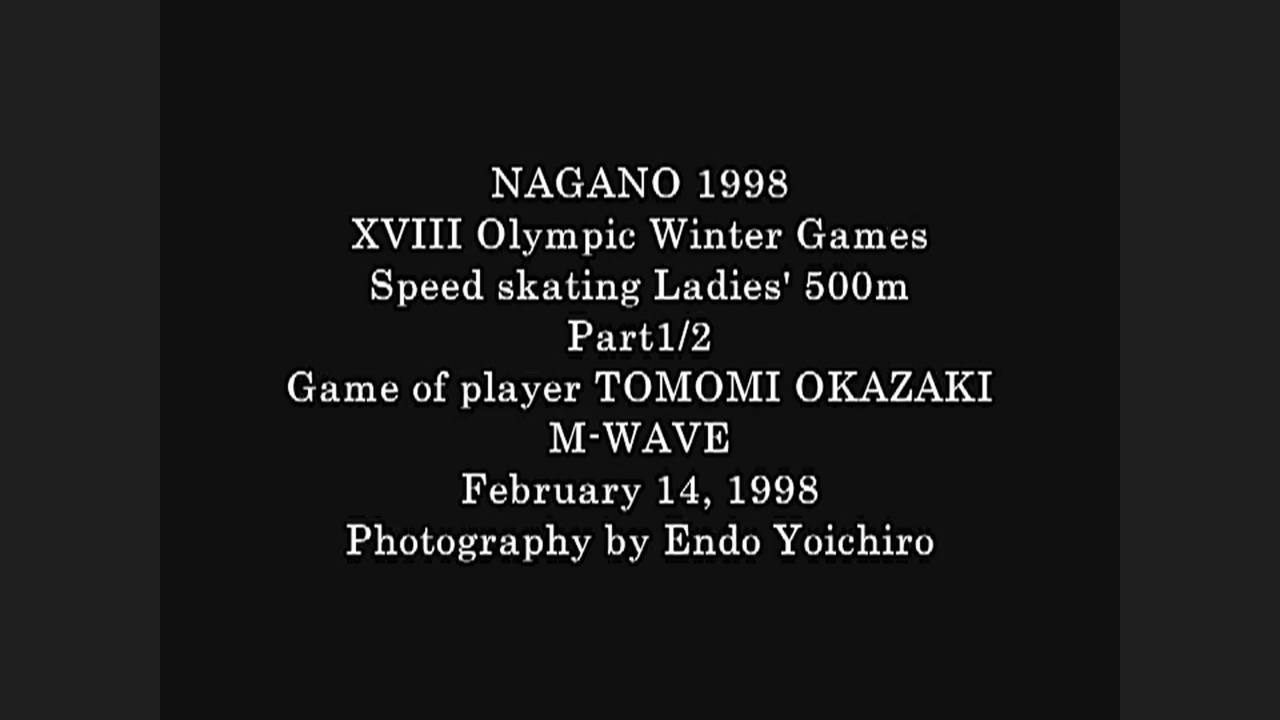 NAGANO 1998
XVIII Olympic Winter Games
Speed skating Ladies' 500m
Part1/2
Game of player TOMOMI OKAZAKI
M-WAVE
February 14, 1998
Photography by Endo Yoichiro